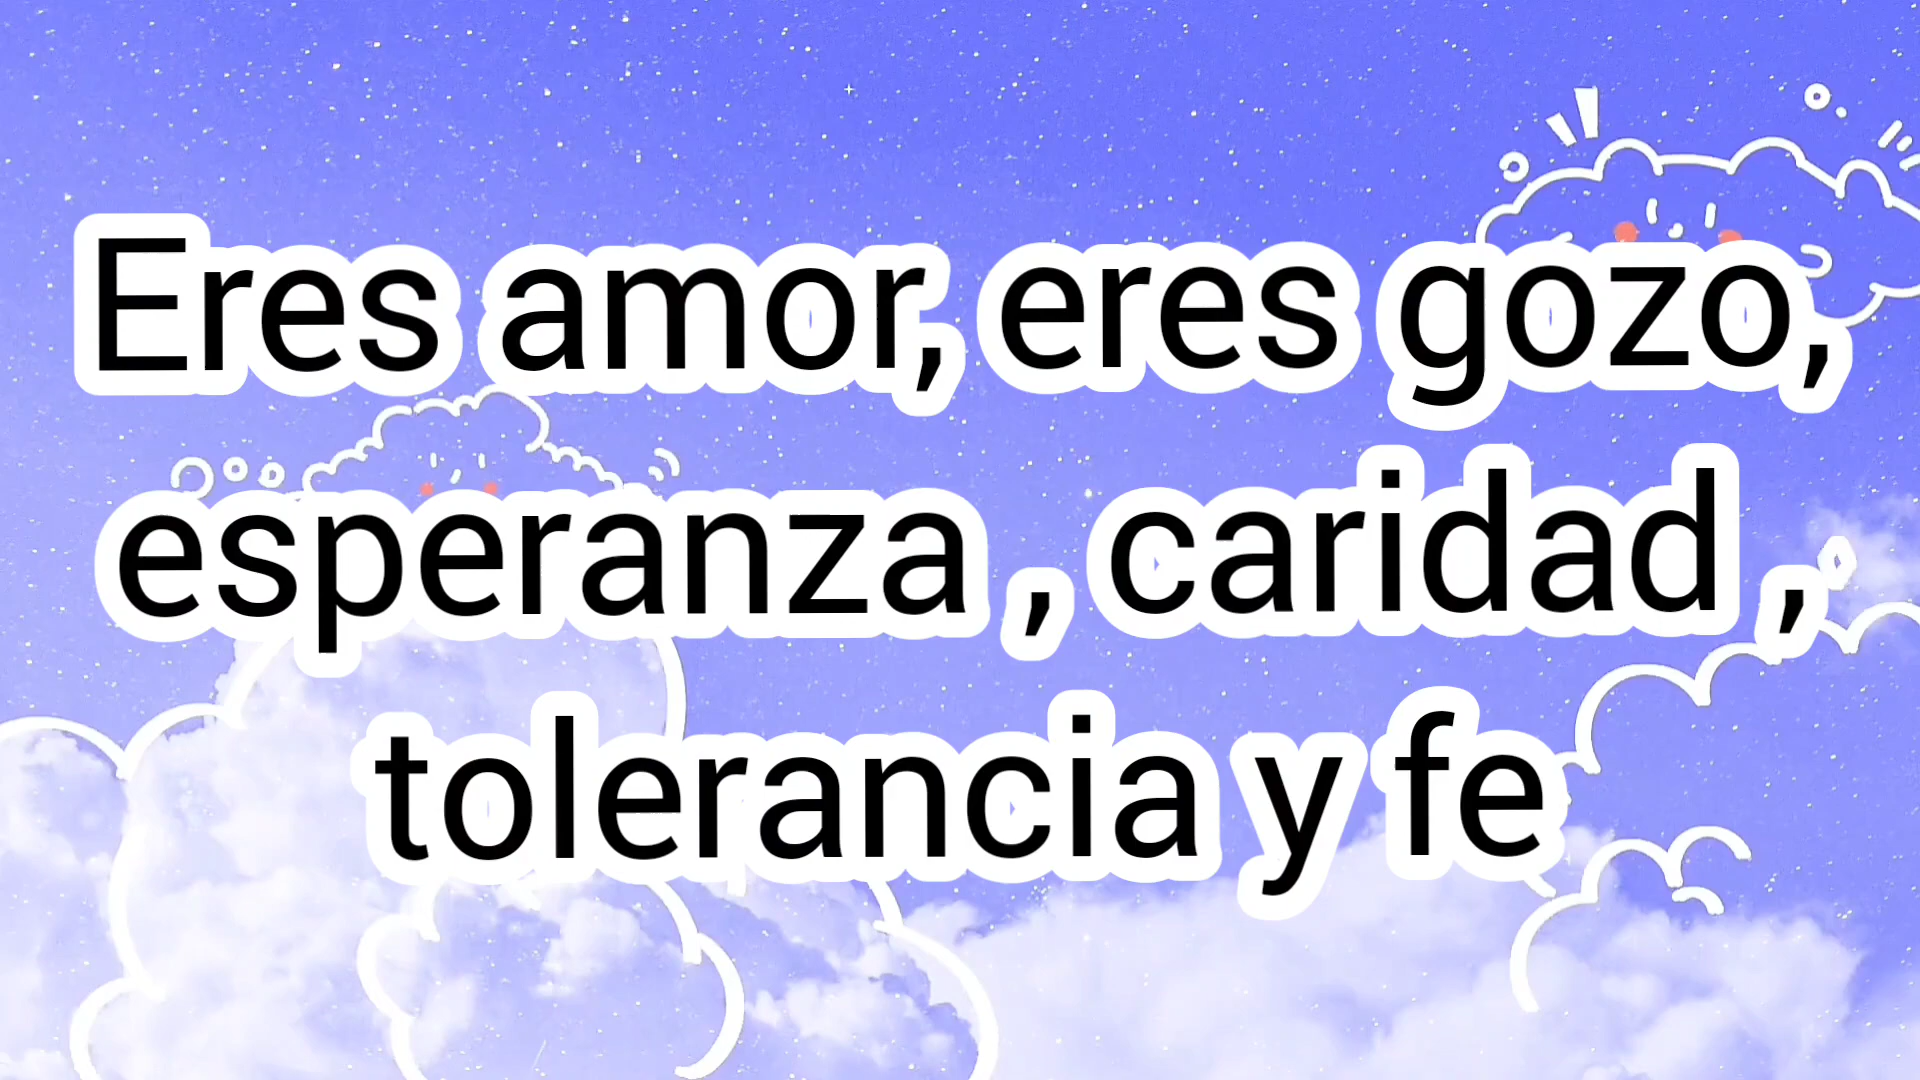 Eres amor, eres gozo,
esperanza , caridad ,
tolerancia y fe